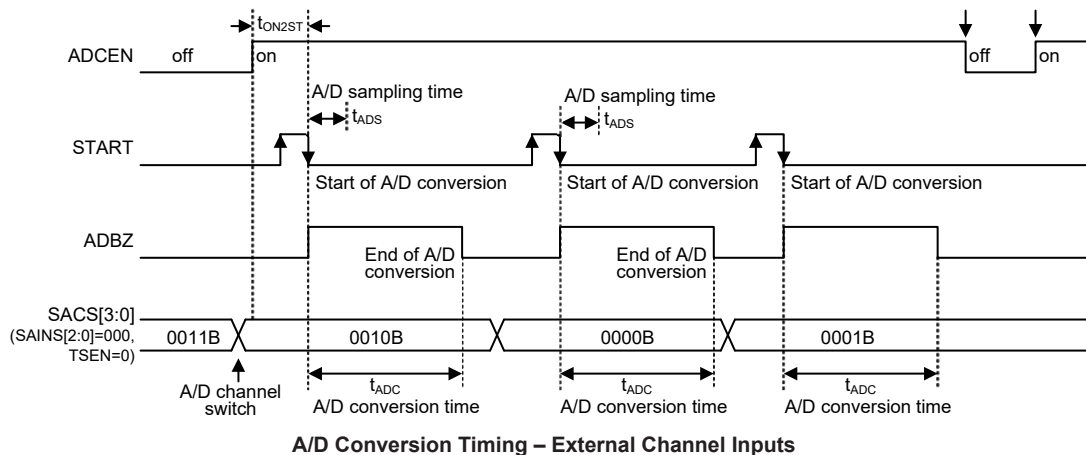 tON2ST
ADCEN
off
on
off
on
A/D sampling time
tADS
A/D sampling time
tADS
START
Start of A/D conversion
Start of A/D conversion
Start of A/D conversion
ADBZ
End of A/D
conversion
End of A/D
conversion
SACS[3:0]
(SAINS[2:0]=000,
TSEN=0)
0011B
0010B
0000B
0001B
A/D channel
switch
tADC
A/D conversion time
tADC
A/D conversion time
tADC
A/D conversion time
A/D Conversion Timing – External Channel Inputs